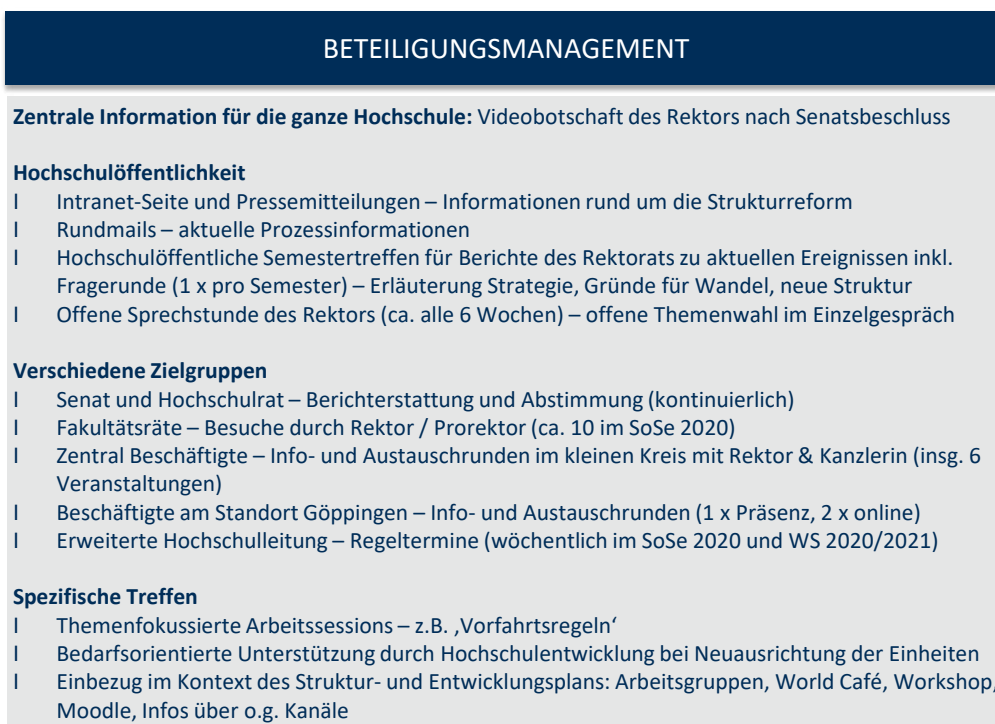 BETEILIGUNGSMANAGEMENT
Zentrale Information für die ganze Hochschule: Videobotschaft des Rektors nach Senatsbeschluss
Hochschulöffentlichkeit
I Intranet-Seite und Pressemitteilungen – Informationen rund um die Strukturreform
I Rundmails – aktuelle Prozessinformationen
I Hochschulöffentliche Semestertreffen für Berichte des Rektorats zu aktuellen Ereignissen inkl.
Fragerunde (1 x pro Semester) – Erläuterung Strategie, Gründe für Wandel, neue Struktur
I Offene Sprechstunde des Rektors (ca. alle 6 Wochen) – offene Themenwahl im Einzelgespräch
Verschiedene Zielgruppen
I Senat und Hochschulrat – Berichterstattung und Abstimmung (kontinuierlich)
I Fakultätsräte – Besuche durch Rektor / Prorektor (ca. 10 im SoSe 2020)
I Zentral Beschäftigte – Info- und Austauschrunden im kleinen Kreis mit Rektor & Kanzlerin (insg. 6
Veranstaltungen)
I Beschäftigte am Standort Göppingen – Info- und Austauschrunden (1 x Präsenz, 2 x online)
I Erweiterte Hochschulleitung – Regeltermine (wöchentlich im SoSe 2020 und WS 2020/2021)
Spezifische Treffen
I Themenfokussierte Arbeitssessions – z.B. ‚Vorfahrtsregeln‘
I Bedarfsorientierte Unterstützung durch Hochschulentwicklung bei Neuausrichtung der Einheiten
I Einbezug im Kontext des Struktur- und Entwicklungsplans: Arbeitsgruppen, World Café, Workshop,
Moodle, Infos über o.g. Kanäle